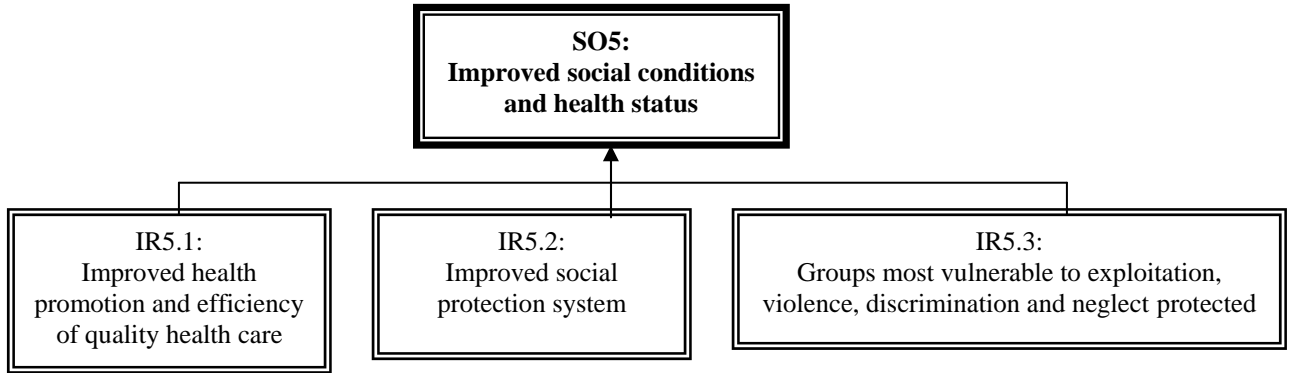 SO5:
Improved social conditions
and health status
IR5.1:
Improved health
promotion and efficiency
of quality health care
IR5.2:
Improved social
protection system
IR5.3:
Groups most vulnerable to exploitation,
violence, discrimination and neglect protected